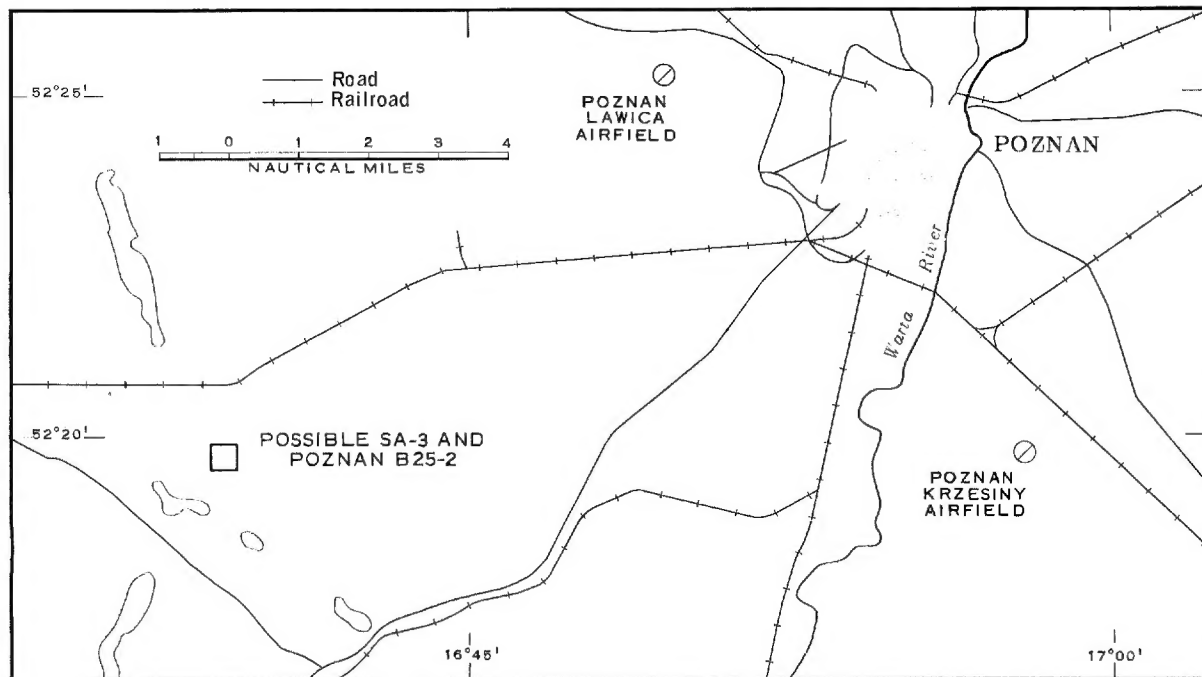 Road
Railroad
52°25'
1 0 1 2 3 4
NAUTICAL MILES
POZNAN
LAWICA
AIRFIELD
POZNAN
Warta River
52°20'
POSSIBLE SA-3 AND
POZNAN B25-2
POZNAN
KRZESINY
AIRFIELD
16°45'
17°00'